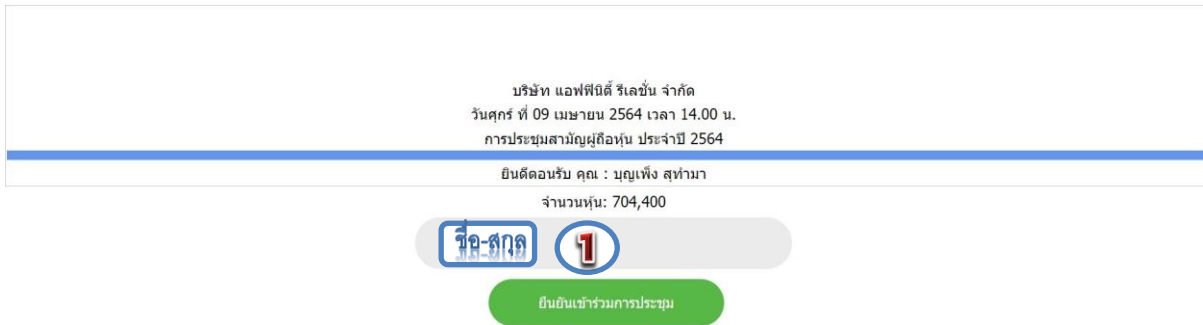 บริษัท แอฟฟินิตี้ รีเลชั่น จำกัด
วันศุกร์ ที่ 09 เมษายน 2564 เวลา 14.00 น.
การประชุมสามัญผู้ถือหุ้น ประจำปี 2564
ยินดีตอนรับ คุณ : บุญเพ็ง สุทำมา
จำนวนหุ้น: 704,400
ชื่อ-สกุล 1
ยืนยันเข้าร่วมการประชุม